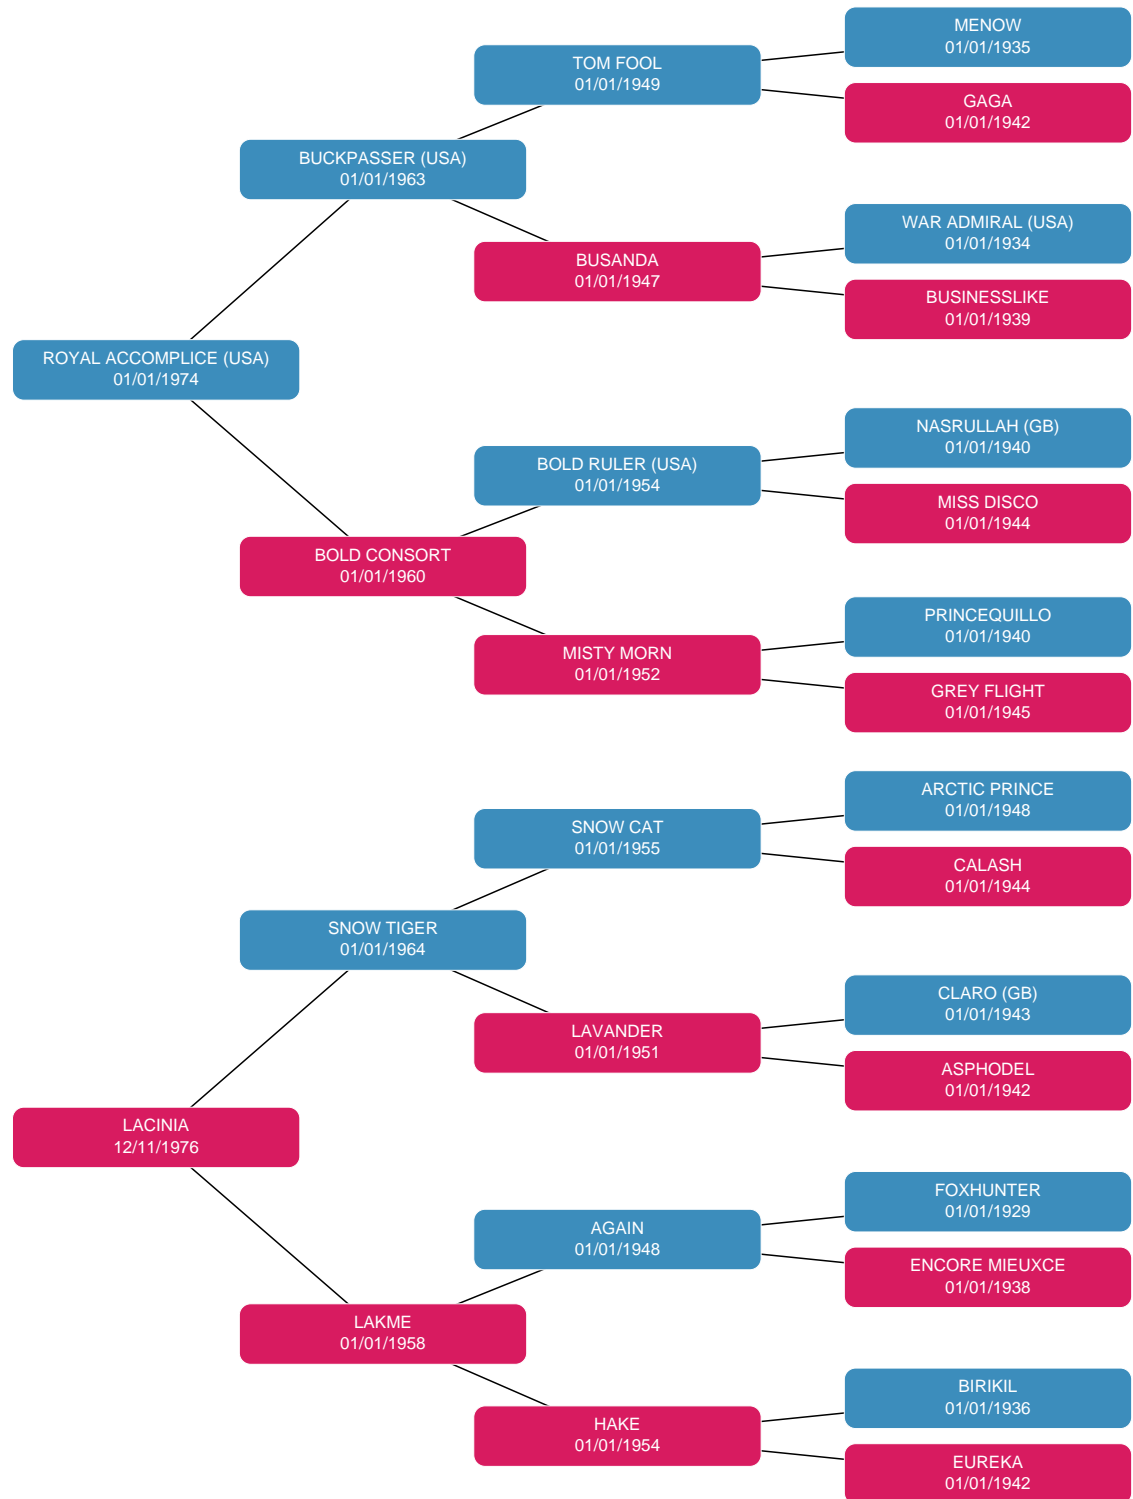 MENOW
01/01/1935
TOM FOOL
01/01/1949
GAGA
01/01/1942
BUCKPASSER (USA)
01/01/1963
WAR ADMIRAL (USA)
01/01/1934
BUSANDA
01/01/1947
BUSINESSLIKE
01/01/1939
ROYAL ACCOMPLICE (USA)
01/01/1974
NASRULLAH (GB)
01/01/1940
BOLD RULER (USA)
01/01/1954
MISS DISCO
01/01/1944
BOLD CONSORT
01/01/1960
PRINCEQUILLO
01/01/1940
MISTY MORN
01/01/1952
GREY FLIGHT
01/01/1945
ARCTIC PRINCE
01/01/1948
SNOW CAT
01/01/1955
CALASH
01/01/1944
SNOW TIGER
01/01/1964
CLARO (GB)
01/01/1943
LAVANDER
01/01/1951
ASPHODEL
01/01/1942
LACINIA
12/11/1976
FOXHUNTER
01/01/1929
AGAIN
01/01/1948
ENCORE MIEUXCE
01/01/1938
LAKME
01/01/1958
BIRIKIL
01/01/1936
HAKE
01/01/1954
EUREKA
01/01/1942